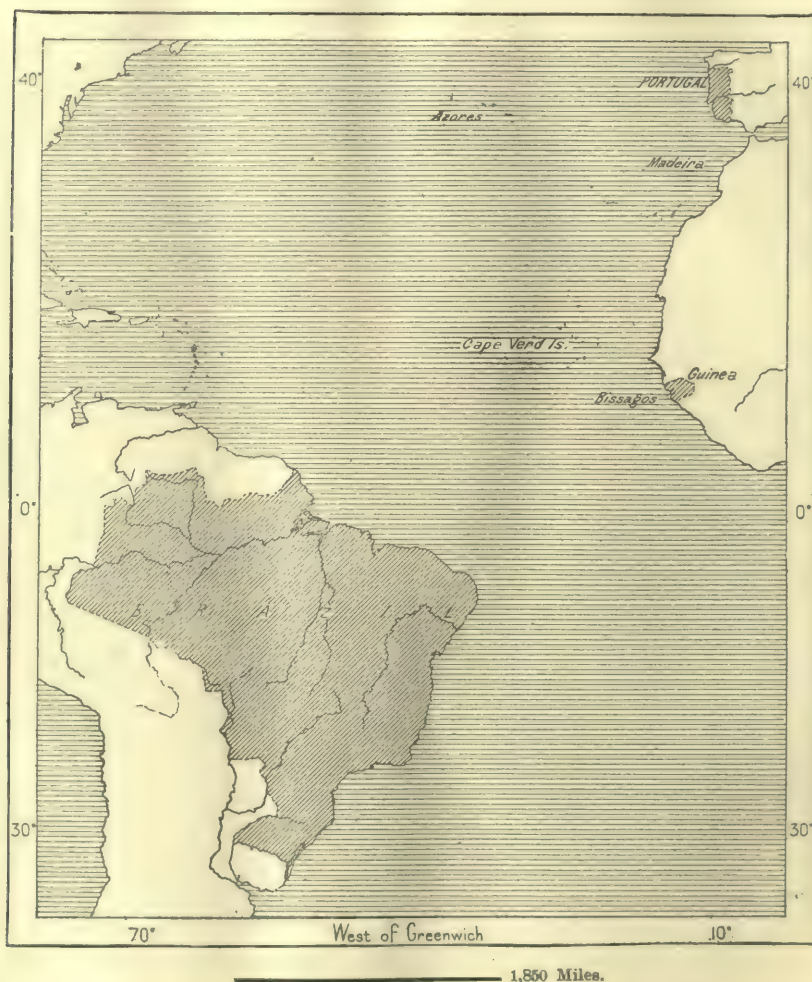 40°
PORTUGAL
40°
Azores
Madeira
Cape Verd Is.
Guinea
Bissagos
0°
0°
B R A Z I L
30°
30°
70°
West of Greenwich
10°
1,850 Miles.